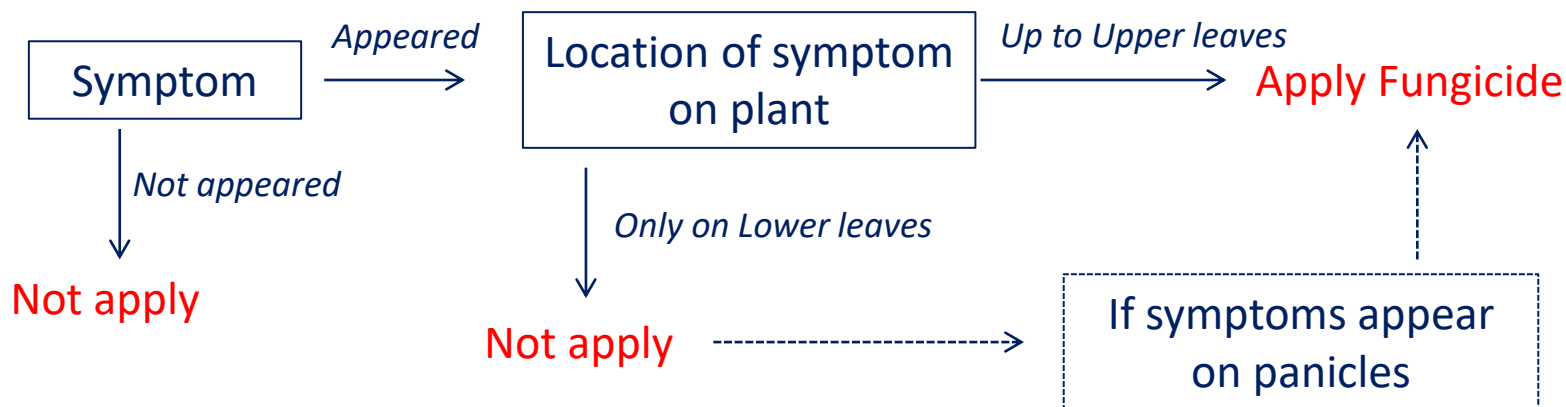 Symptom
Appeared
Location of symptom
on plant
Up to Upper leaves
Apply Fungicide
Not appeared
Only on Lower leaves
Not apply
Not apply
If symptoms appear
on panicles